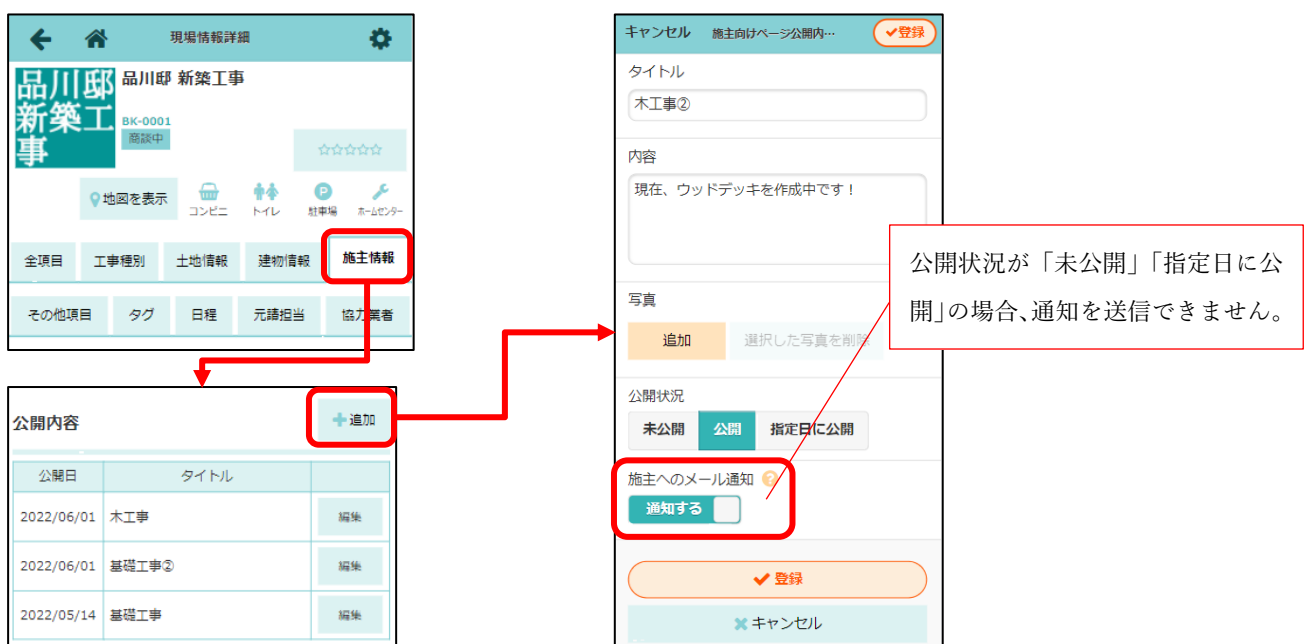 現場情報詳細
品川邸
新築工
事
品川邸 新築工事
BK-0001
商談中
☆☆☆☆☆
地図を表示
コンビニ
トイレ
P
駐車場
ホームセンター
全項目
工事種別
土地情報
建物情報
施主情報
その他項目
タグ
日程
元請担当
協力業者
公開内容
追加
公開日 タイトル
2022/06/01 木工事 編集
2022/06/01 基礎工事② 編集
2022/05/14 基礎工事 編集
キャンセル 施主向けページ公開内… 登録
タイトル
木工事②
内容
現在、ウッドデッキを作成中です！
写真
追加
選択した写真を削除
公開状況
未公開 公開 指定日に公開
施主へのメール通知 ?
通知する
登録
キャンセル
公開状況が「未公開」「指定日に公
開」の場合、通知を送信できません。